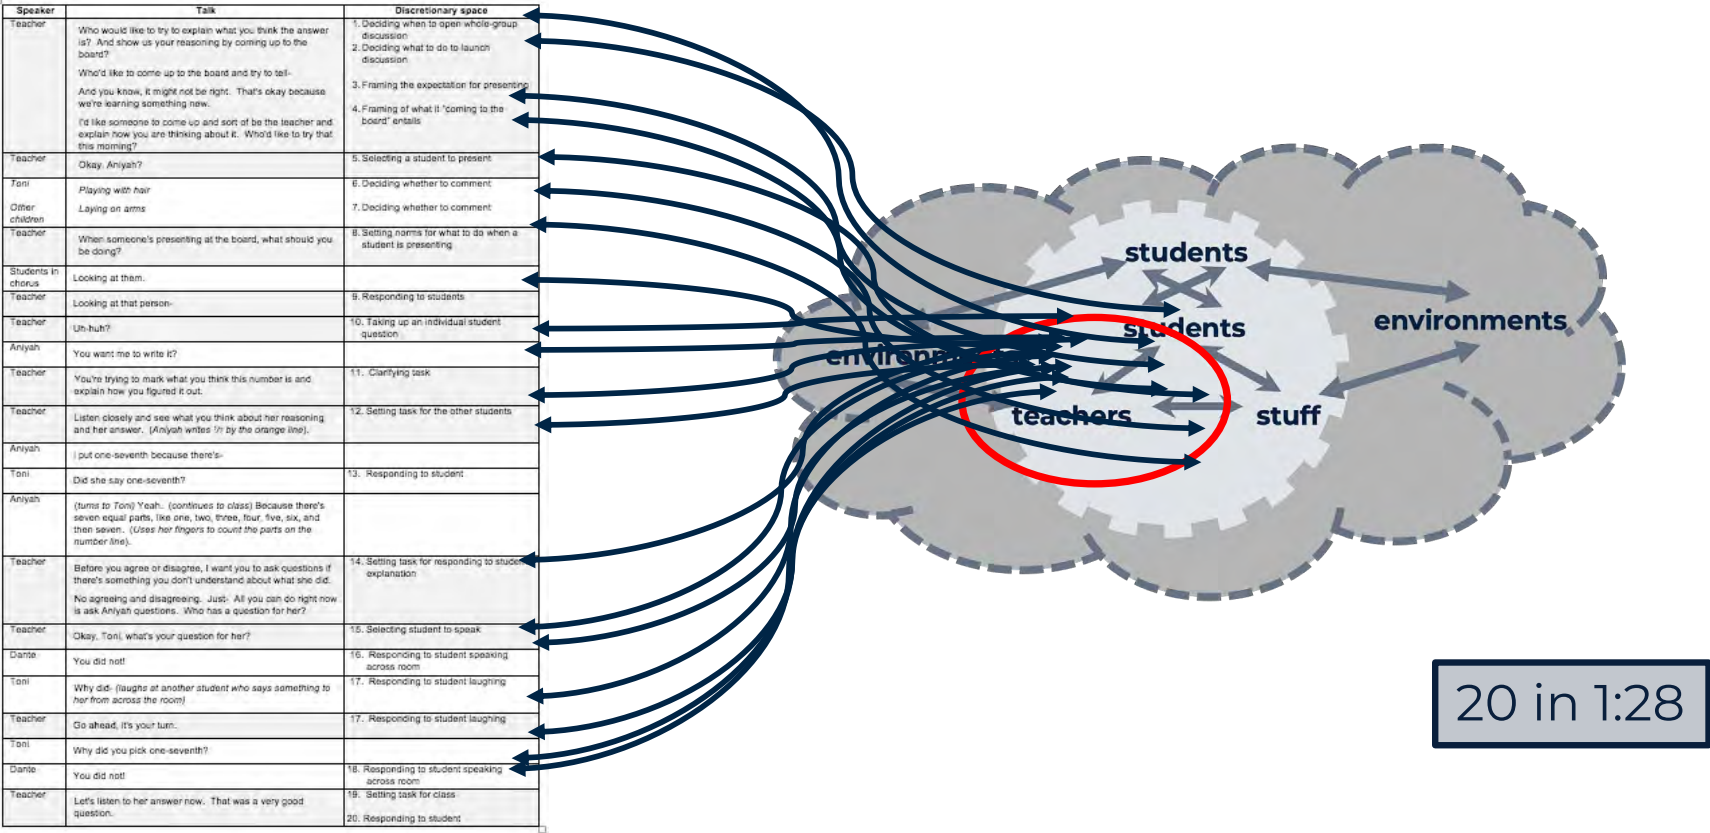 Speaker Talk Discretionary space
Teacher
Who would like to try to explain what you think the answer
is? And show us your reasoning by coming up to the
board?
Who'd like to come up to the board and try to tell-
And you know, it might not be right. That's okay because
we're learning something new.
I'd like someone to come up and sort of be the teacher and
explain how you are thinking about it. Who'd like to try that
this morning?
1. Deciding when to open whole-group
discussion
2. Deciding what to do to launch
discussion
3. Framing the expectation for presenting
4. Framing of what it "coming to the
board" entails
Teacher
Okay, Aniyah?
5. Selecting a student to present
Toni
Playing with hair
6. Deciding whether to comment
Other
children
Laying on arms
7. Deciding whether to comment
Teacher
When someone's presenting at the board, what should you
be doing?
8. Setting norms for what to do when a
student is presenting
Students in
chorus
Looking at them.
Teacher
Looking at that person-
9. Responding to students
Teacher
Uh-huh?
10. Taking up an individual student
question
Aniyah
You want me to write it?
Teacher
You're trying to mark what you think this number is and
explain how you figured it out.
11. Clarifying task
Teacher
Listen closely and see what you think about her reasoning
and her answer. (Aniyah writes 1/7 by the orange line).
12. Setting task for the other students
Aniyah
I put one-seventh because there's-
Toni
Did she say one-seventh?
13. Responding to student
Aniyah
(turns to Toni) Yeah. (continues to class) Because there's
seven equal parts, like one, two, three, four, five, six, and
then seven. (Uses her fingers to count the parts on the
number line).
Teacher
Before you agree or disagree, I want you to ask questions if
there's something you don't understand about what she did.
No agreeing and disagreeing. Just- All you can do right now
is ask Aniyah questions. Who has a question for her?
14. Setting task for responding to student
explanation
Teacher
Okay, Toni, what's your question for her?
15. Selecting student to speak
Dante
You did not!
16. Responding to student speaking
across room
Toni
Why did- (laughs at another student who says something to
her from across the room)
17. Responding to student laughing
Teacher
Go ahead, it's your turn.
17. Responding to student laughing
Toni
Why did you pick one-seventh?
Dante
You did not!
18. Responding to student speaking
across room
Teacher
Let's listen to her answer now. That was a very good
question.
19. Setting task for class
20. Responding to student
students
students
environments
teachers
stuff
environments
20 in 1:28